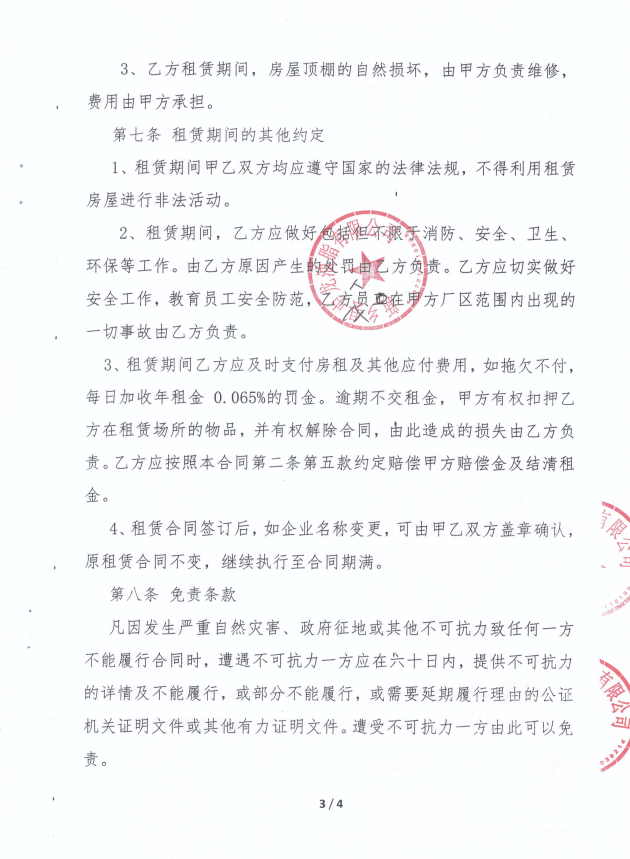 3、乙方租赁期间，房屋顶棚的自然损坏，由甲方负责维修，
费用由甲方承担。
第七条 租赁期间的其他约定
1、租赁期间甲乙双方均应遵守国家的法律法规，不得利用租赁
房屋进行非法活动。
2、租赁期间，乙方应做好包括但不限于消防、安全、卫生、
环保等工作。由乙方原因产生的处罚由乙方负责。乙方应切实做好
安全工作，教育员工安全防范，乙方员工在甲方厂区范围内出现的
一切事故由乙方负责。
3、租赁期间乙方应及时支付房租及其他应付费用，如拖欠不付，
每日加收年租金 0.065%的罚金。逾期不交租金，甲方有权扣押乙
方在租赁场所的物品，并有权解除合同，由此造成的损失由乙方负
责。乙方应按照本合同第二条第五款约定赔偿甲方赔偿金及结清租
金。
4、租赁合同签订后，如企业名称变更，可由甲乙双方盖章确认，
原租赁合同不变，继续执行至合同期满。
第八条 免责条款
凡因发生严重自然灾害、政府征地或其他不可抗力致任何一方
不能履行合同时，遭遇不可抗力一方应在六十日内，提供不可抗力
的详情及不能履行，或部分不能履行，或需要延期履行理由的公证
机关证明文件或其他有力证明文件。遭受不可抗力一方由此可以免
责。
3 / 4
有限公司
有限公司
039214